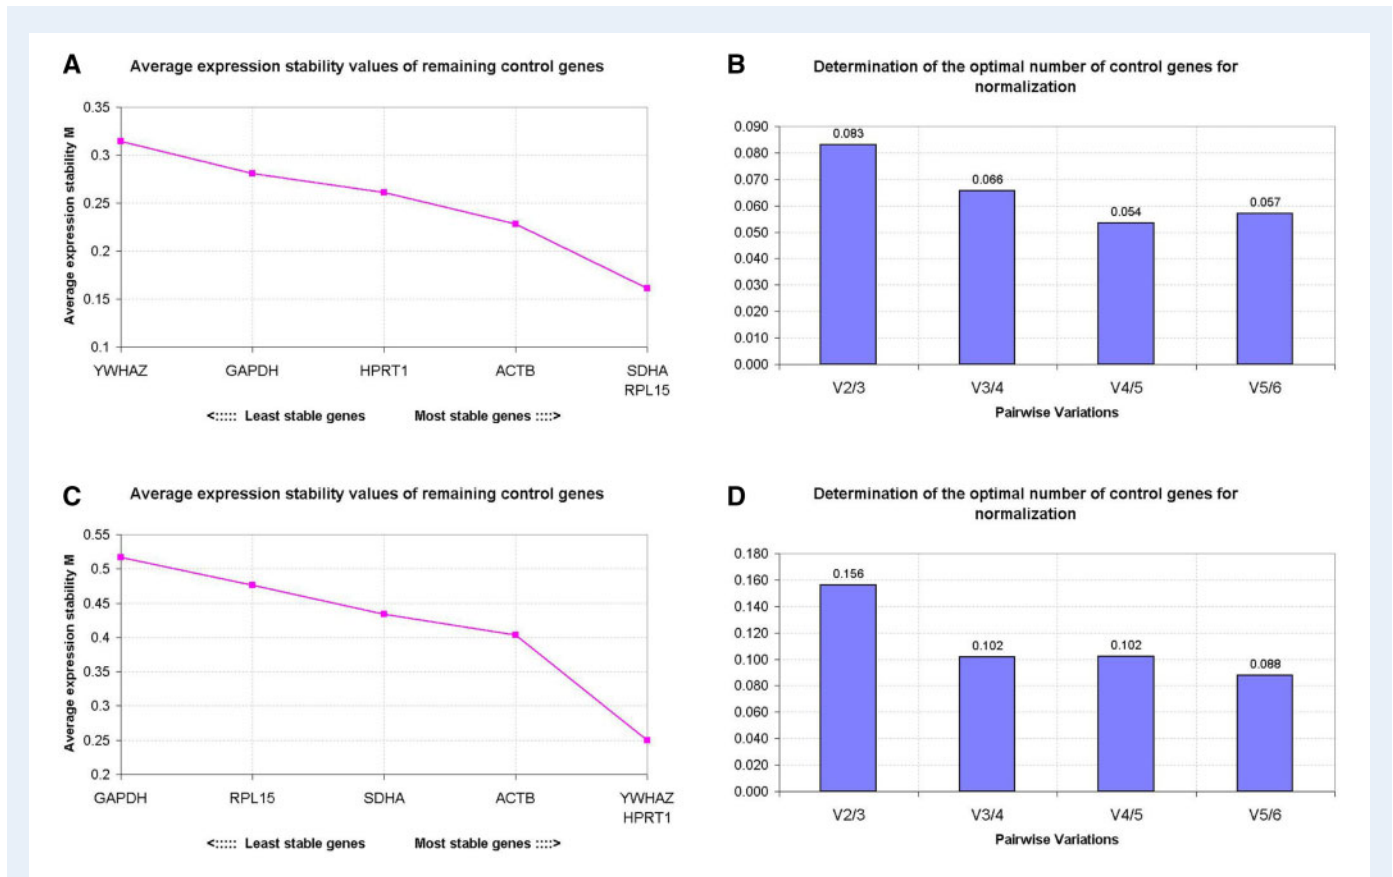 A
Average expression stability values of remaining control genes
Average expression stability M
0.35
0.3
0.25
0.2
0.15
0.1
YWHAZ
GAPDH
HPRT1
ACTB
SDHA
RPL15
<::::: Least stable genes
Most stable genes ::::>
B
Determination of the optimal number of control genes for
normalization
0.090
0.080
0.070
0.060
0.050
0.040
0.030
0.020
0.010
0.000
0.083
0.066
0.054
0.057
V2/3
V3/4
V4/5
V5/6
Pairwise Variations
C
Average expression stability values of remaining control genes
Average expression stability M
0.55
0.5
0.45
0.4
0.35
0.3
0.25
0.2
GAPDH
RPL15
SDHA
ACTB
YWHAZ
HPRT1
<::::: Least stable genes
Most stable genes ::::>
D
Determination of the optimal number of control genes for
normalization
0.180
0.160
0.140
0.120
0.100
0.080
0.060
0.040
0.020
0.000
0.156
0.102
0.102
0.088
V2/3
V3/4
V4/5
V5/6
Pairwise Variations